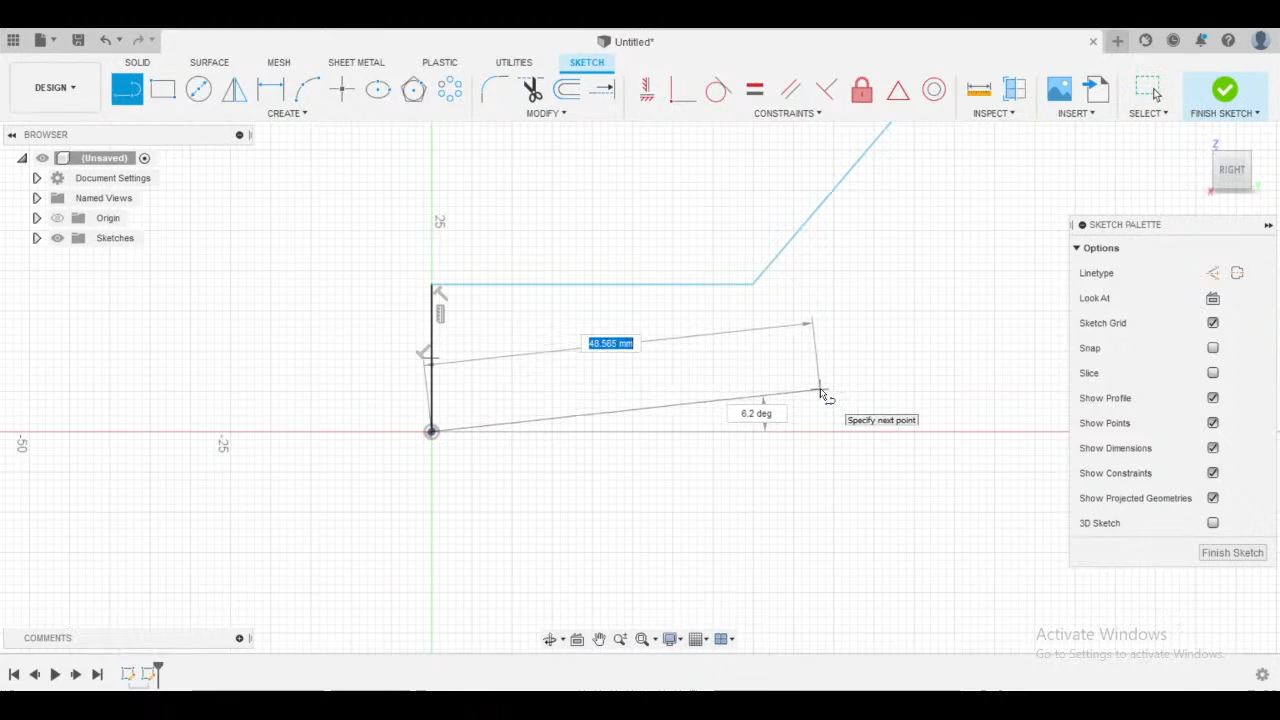 Untitled*
DESIGN
SOLID
SURFACE
MESH
SHEET METAL
PLASTIC
UTILITIES
SKETCH
CREATE
MODIFY
CONSTRAINTS
INSPECT
INSERT
SELECT
FINISH SKETCH
BROWSER
(Unsaved)
Document Settings
Named Views
Origin
Sketches
Z
RIGHT
X
Y
25
-50
-25
48.565 mm
6.2 deg
Specify next point
SKETCH PALETTE
Options
Linetype
Look At
Sketch Grid
Snap
Slice
Show Profile
Show Points
Show Dimensions
Show Constraints
Show Projected Geometries
3D Sketch
Finish Sketch
COMMENTS
Activate Windows
Go to Settings to activate Windows.